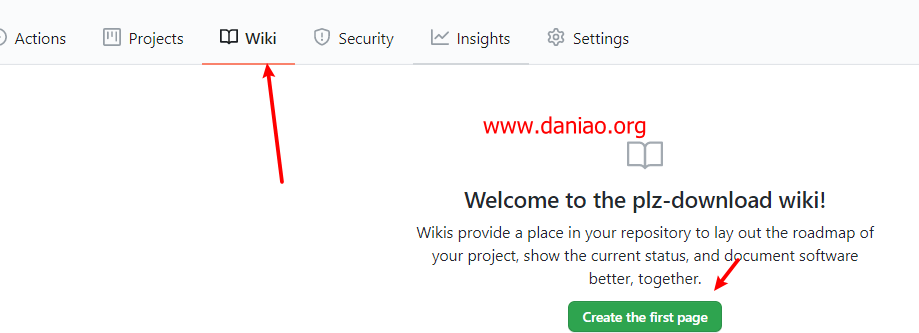 Actions Projects Wiki Security Insights Settings
www.daniao.org
Welcome to the plz-download wiki!
Wikis provide a place in your repository to lay out the roadmap of
your project, show the current status, and document software
better, together.
Create the first page